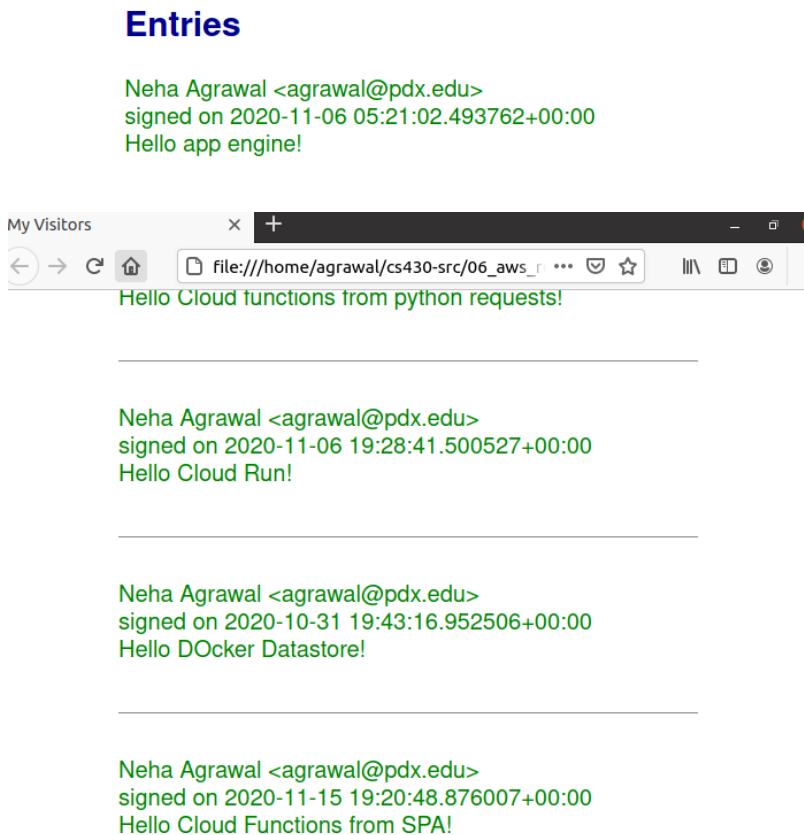 Entries
Neha Agrawal <agrawal@pdx.edu>
signed on 2020-11-06 05:21:02.493762+00:00
Hello app engine!
My Visitors
file:///home/agrawal/cs430-src/06_aws_r
Hello Cloud functions from python requests!
Neha Agrawal <agrawal@pdx.edu>
signed on 2020-11-06 19:28:41.500527+00:00
Hello Cloud Run!
Neha Agrawal <agrawal@pdx.edu>
signed on 2020-10-31 19:43:16.952506+00:00
Hello DOcker Datastore!
Neha Agrawal <agrawal@pdx.edu>
signed on 2020-11-15 19:20:48.876007+00:00
Hello Cloud Functions from SPA!